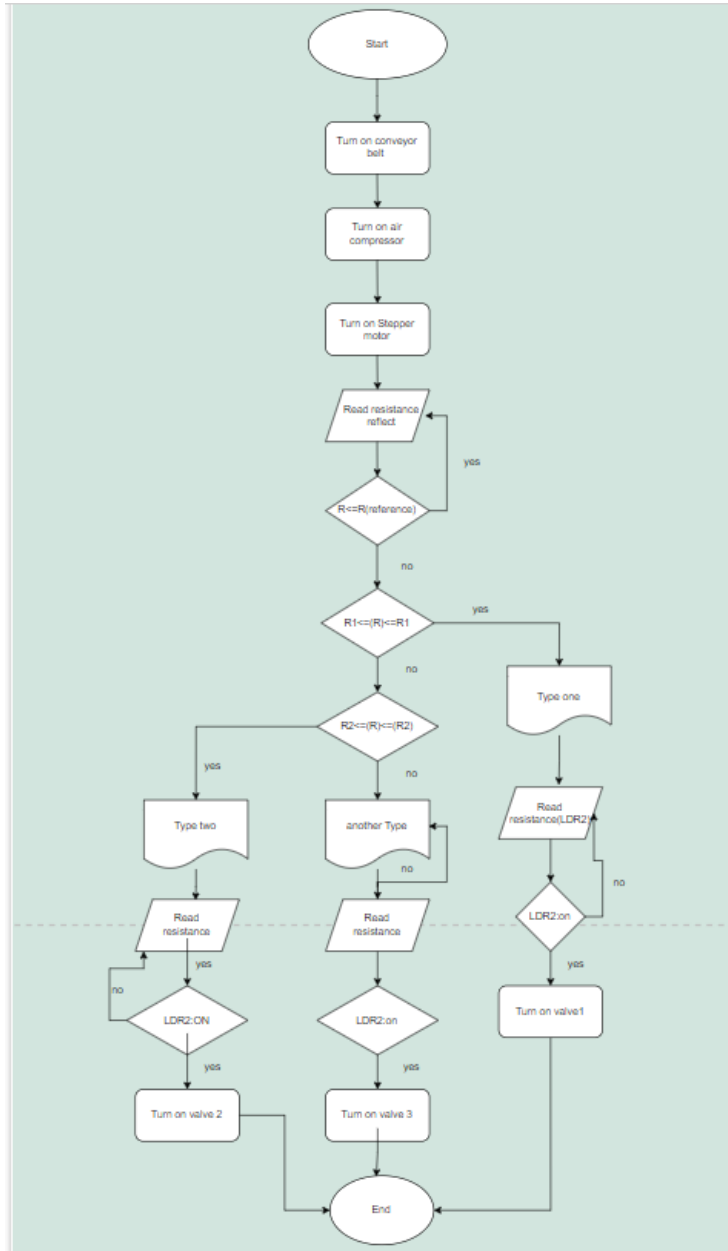 Start
Turn on conveyor
belt
Turn on air
compressor
Turn on Stepper
motor
Read resistance
reflect
yes
R<=R(reference)
no
R1<=(R)<=R1
yes
no
Type one
R2<=(R)<=(R2)
yes
no
Type two
another Type
no
Read
resistance(LDR2)
no
LDR2:on
yes
Read
resistance
yes
no
LDR2:ON
yes
Turn on valve 2
Read
resistance
LDR2:on
yes
Turn on valve 3
Turn on valve1
End